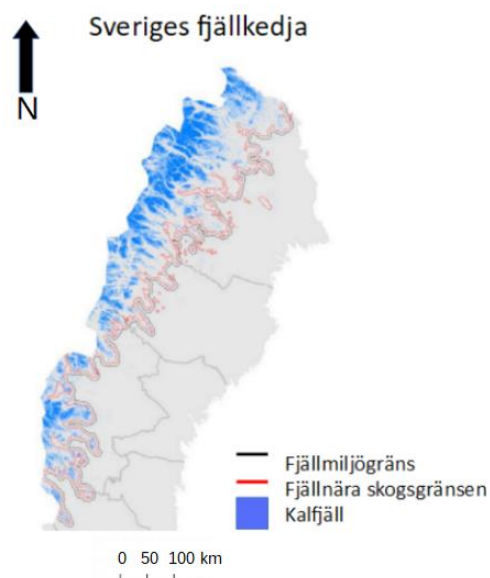 Sveriges fjällkedja
N
Fjällmiljögräns
Fjällnära skogsgränsen
Kalfjäll
0 50 100 km